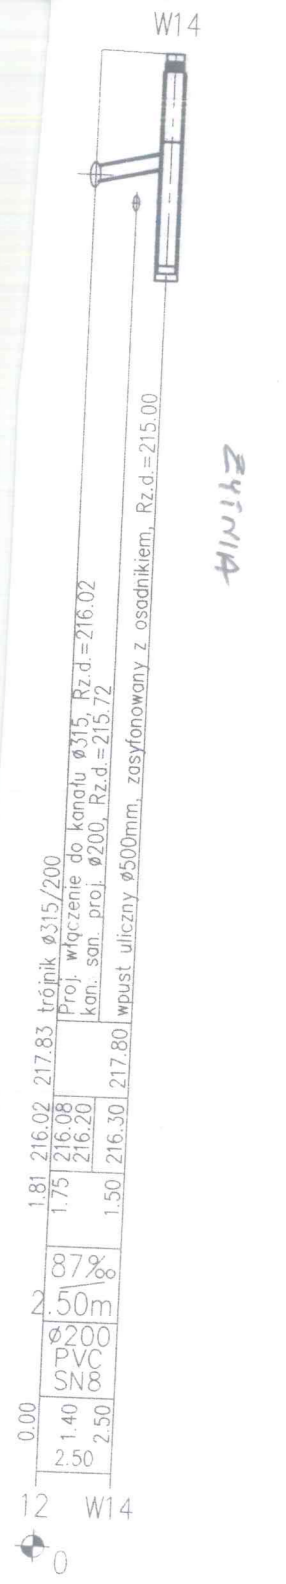 W14
ŻYTNIA
trójnik ø315/200
Proj. włączenie do kanału ø315, Rz.d.=216.02
kan. san. proj. ø200, Rz.d.=215.72
wpust uliczny ø500mm, zasyfonowany z osadnikiem, Rz.d.=215.00
1.81 216.02 217.83
1.75 216.08
216.20
1.50 216.30 217.80
87‰
2.50m
ø200
PVC
SN8
0.00
1.40
2.50
2.50
12 W14
0